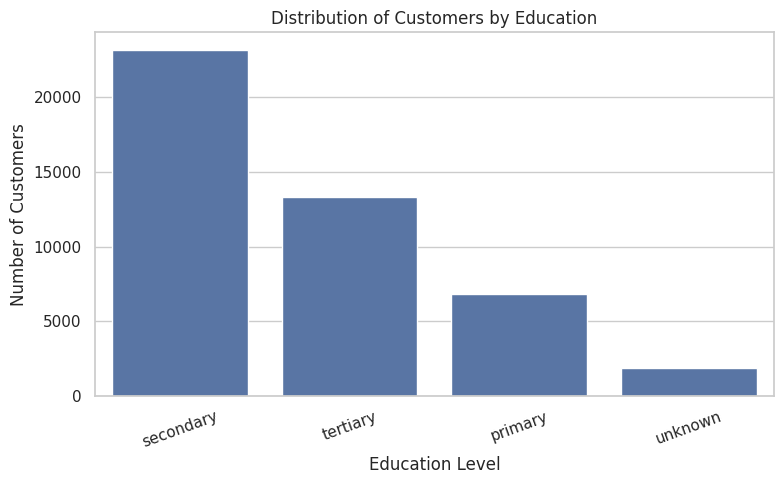 Distribution of Customers by Education
Number of Customers
20000
15000
10000
5000
0
secondary
tertiary
primary
unknown
Education Level